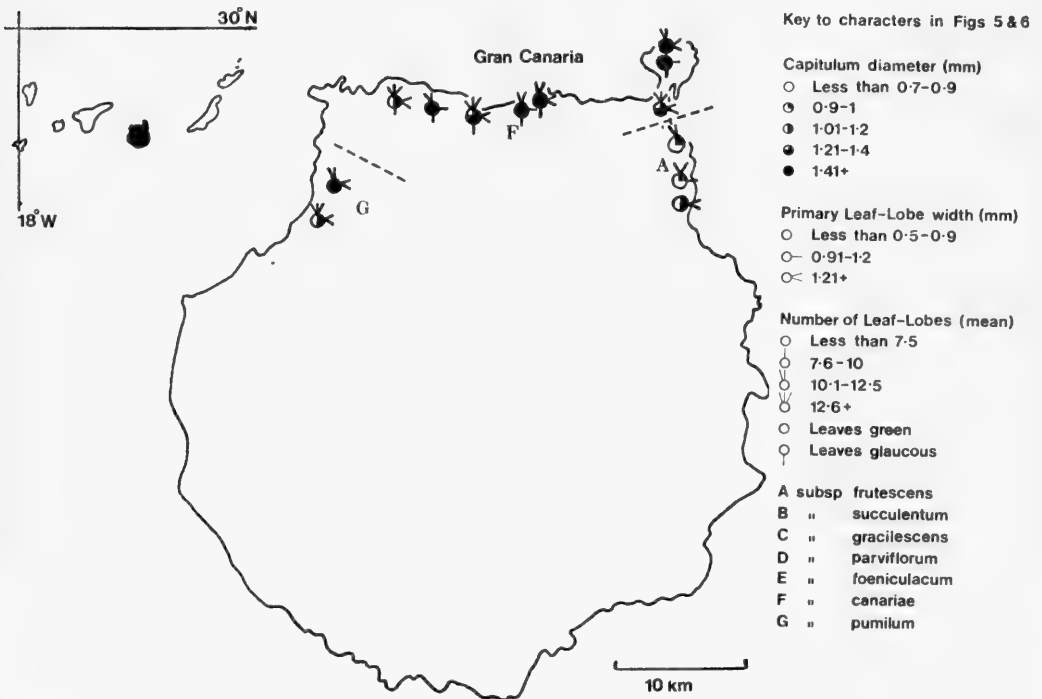 30°N
18°W
Gran Canaria
F
A
G
10 km
Key to characters in Figs 5 & 6
Capitulum diameter (mm)
Less than 0·7-0·9
0·9-1
1·01-1·2
1·21-1·4
1·41+
Primary Leaf-Lobe width (mm)
Less than 0·5-0·9
0·91-1·2
1·21+
Number of Leaf-Lobes (mean)
Less than 7·5
7·6-10
10·1-12·5
12·6+
Leaves green
Leaves glaucous
A subsp frutescens
B " succulentum
C " gracilescens
D " parviflorum
E " foeniculacum
F " canariae
G " pumilum